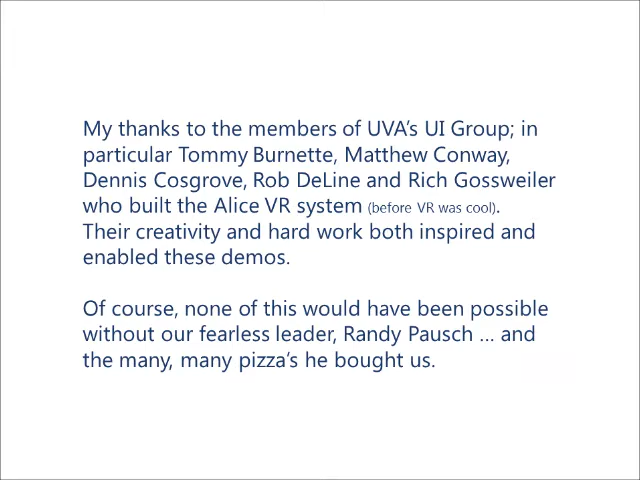 My thanks to the members of UVA's UI Group; in
particular Tommy Burnette, Matthew Conway,
Dennis Cosgrove, Rob DeLine and Rich Gossweiler
who built the Alice VR system (before VR was cool).
Their creativity and hard work both inspired and
enabled these demos.
Of course, none of this would have been possible
without our fearless leader, Randy Pausch ... and
the many, many pizza's he bought us.